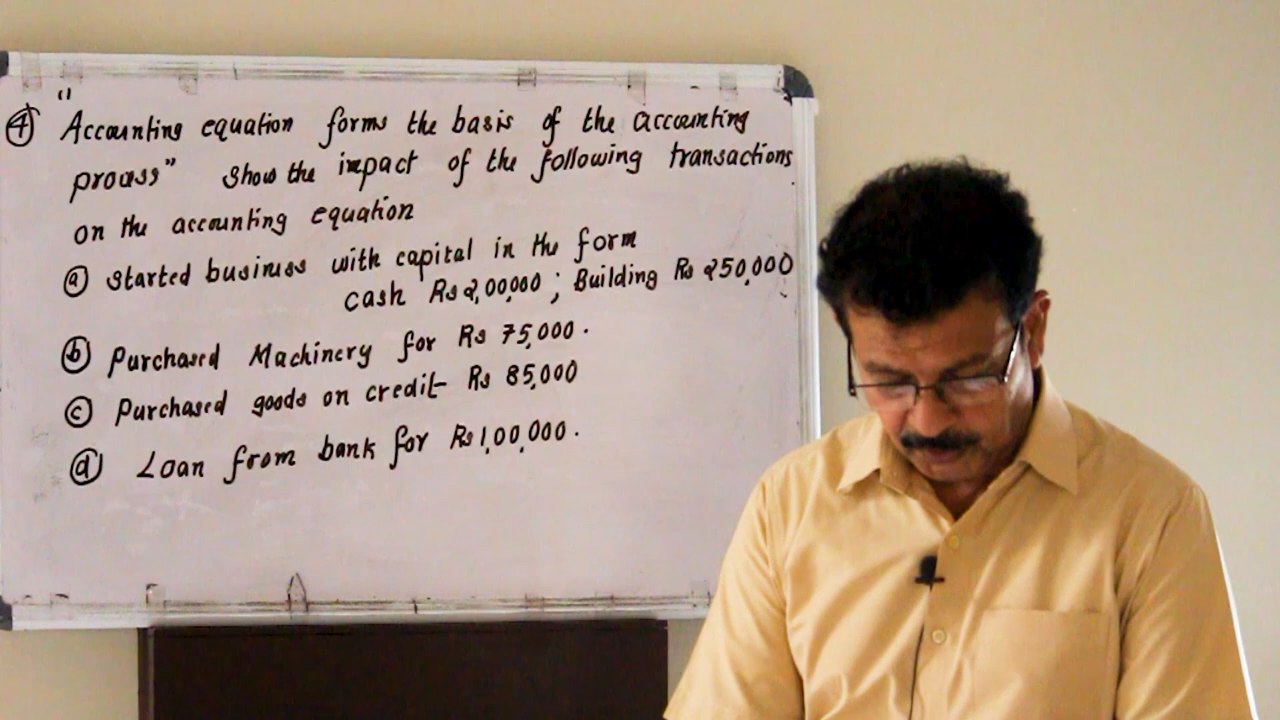 ④ "Accounting equation forms the basis of the accounting
process" Show the impact of the following transactions
on the accounting equation
ⓐ Started business with capital in the form
cash Rs 2,00,000 ; Building Rs 250,000
ⓑ Purchased Machinery for Rs 75,000.
ⓒ Purchased goods on credit Rs 85,000
ⓓ Loan from bank for Rs 1,00,000.